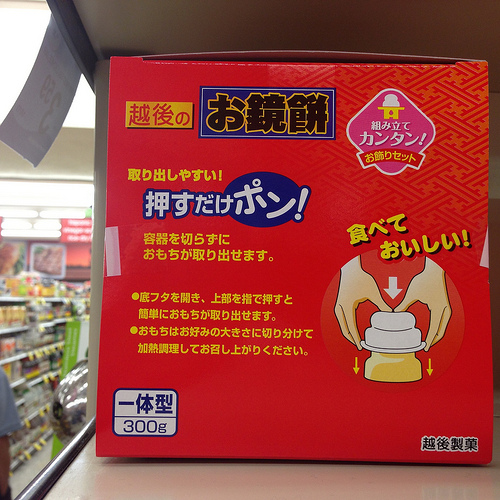 越後の
お鏡餅
組み立て
カンタン!
お飾りセット
取り出しやすい!
押すだけポン!
容器を切らずに
おもちが取り出せます。
食べて
おいしい!
●底フタを開き、上部を指で押すと
簡単におもちが取り出せます。
●おもちはお好みの大きさに切り分けて
加熱調理してお召し上がりください。
一体型
300g
越後製菓